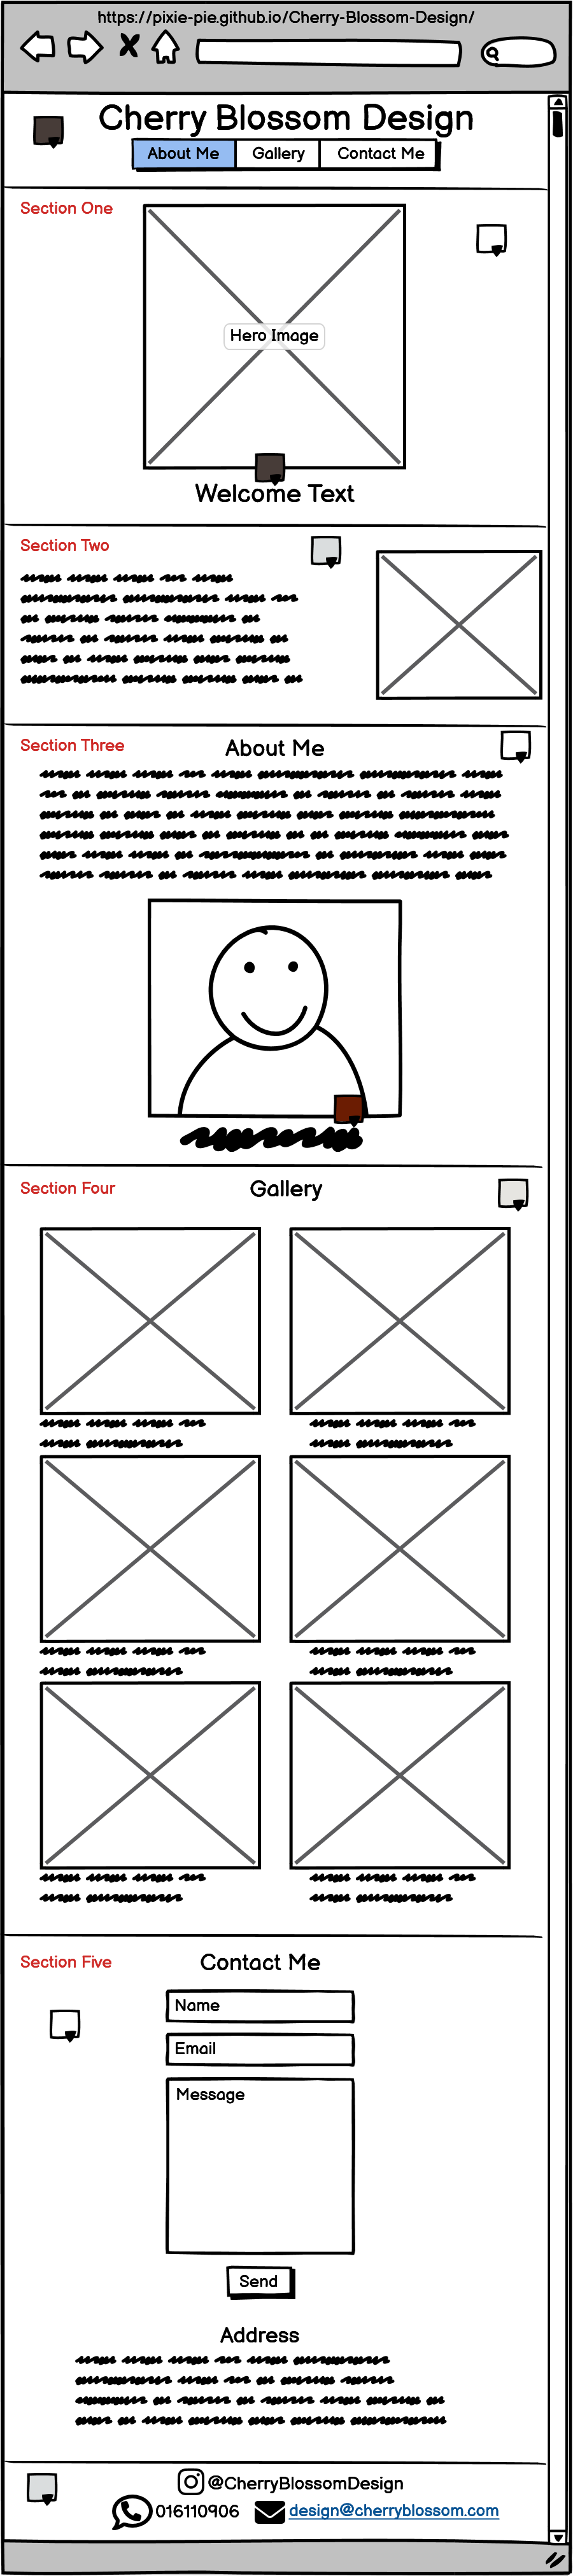 https://pixie-pie.github.io/Cherry-Blossom-Design/
Cherry Blossom Design
About Me Gallery Contact Me
Section One
Hero Image
Welcome Text
Section Two
Section Three
About Me
Section Four
Gallery
Section Five
Contact Me
Name
Email
Message
Send
Address
@CherryBlossomDesign
016110906 design@cherryblossom.com